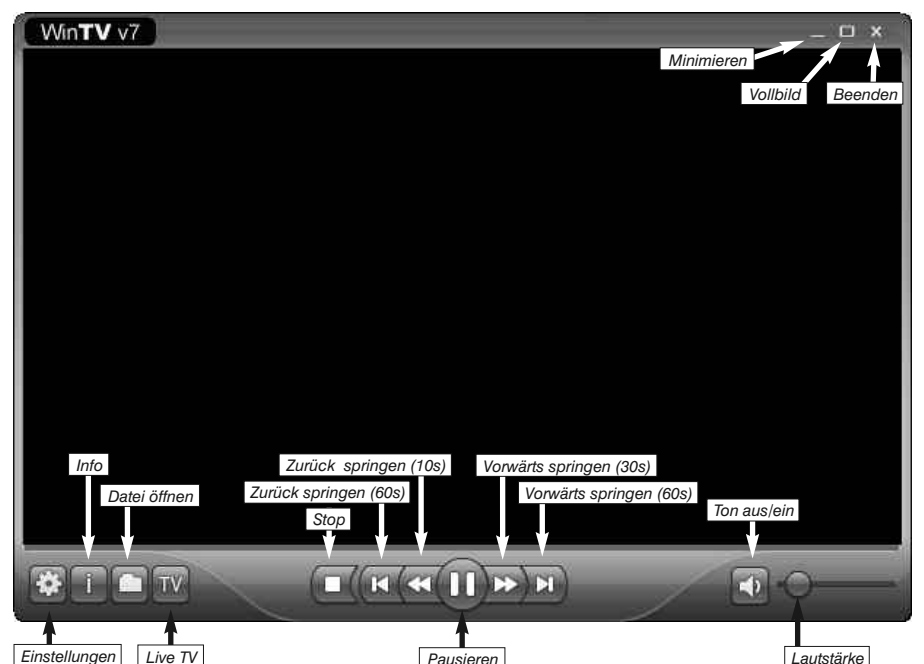 WinTV v7
Minimieren
Vollbild
Beenden
Info
Zurück springen (10s)
Vorwärts springen (30s)
Datei öffnen
Zurück springen (60s)
Vorwärts springen (60s)
Stop
Ton aus/ein
i
TV
Einstellungen
Live TV
Pausieren
Lautstärke